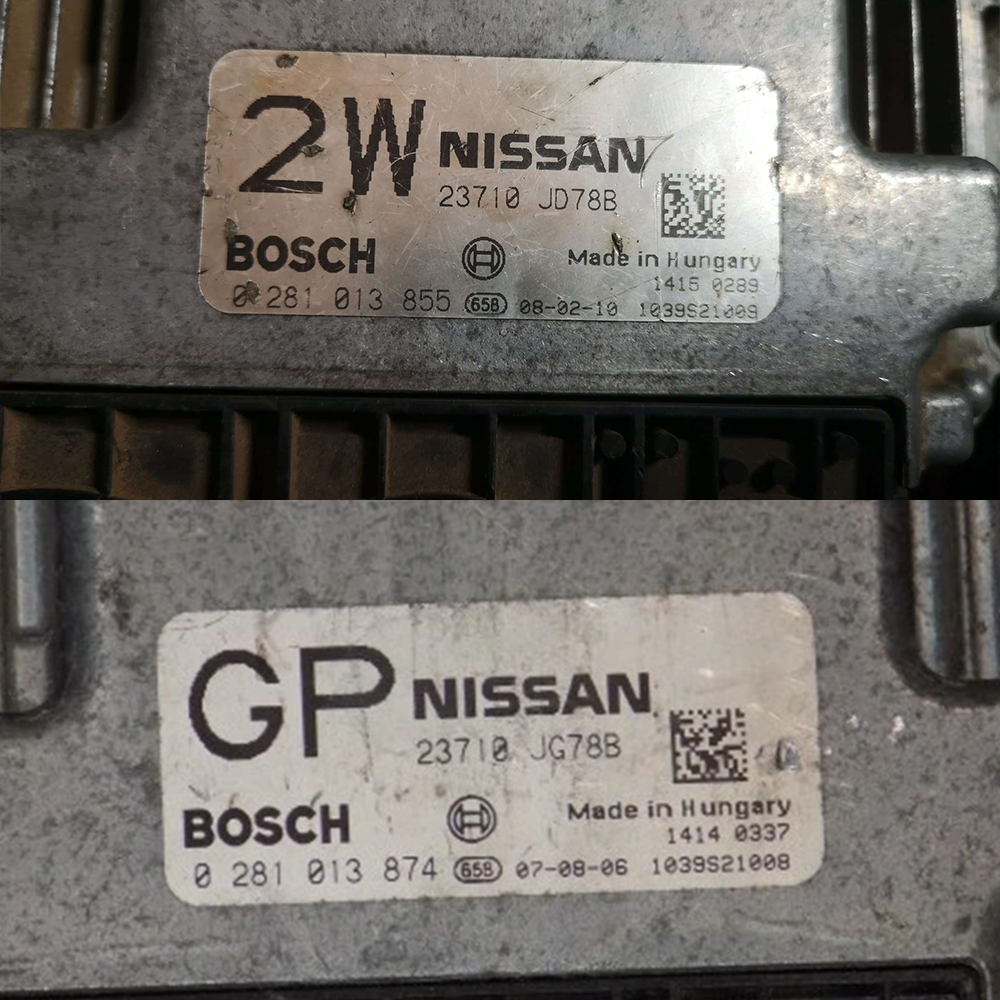 2W NISSAN
23710 JD78B
BOSCH Made in Hungary
1415 0289
0 281 013 855 658 08-02-10 1039S21009
GP NISSAN
23710 JG78B
BOSCH Made in Hungary
1414 0337
0 281 013 874 658 07-08-06 1039S21008